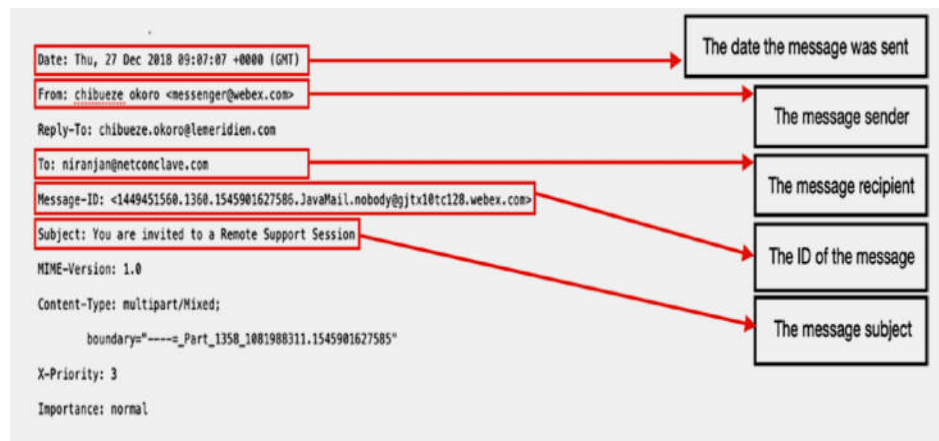 Date: Thu, 27 Dec 2018 09:07:07 +0000 (GMT)
The date the message was sent
From: chibueze okoro <messenger@webex.com>
The message sender
Reply-To: chibueze.okoro@lemeridien.com
To: niranjan@netconclave.com
The message recipient
Message-ID: <1449451560.1360.1545901627586.JavaMail.nobody@gjtx10tc128.webex.com>
Subject: You are invited to a Remote Support Session
The ID of the message
MIME-Version: 1.0
Content-Type: multipart/Mixed;
The message subject
boundary="----=_Part_1358_1081988311.1545901627585"
X-Priority: 3
Importance: normal